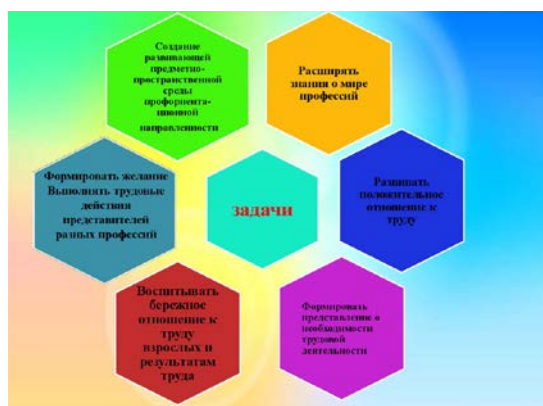 Создание
развивающей
предметно-
пространственной
среды
профориента-
ционной
направленности
Расширять
знания о мире
профессий
Формировать желание
Выполнять трудовые
действия
представителей
разных профессий
задачи
Развивать
положительное
отношение к
труду
Воспитывать
бережное
отношение к
труду
взрослых и
результатам
труда
Формировать
представление о
необходимости
трудовой
деятельности